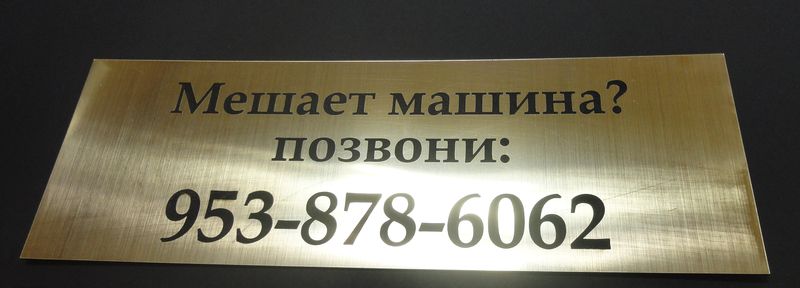 Мешает машина?
позвони:
953-878-6062